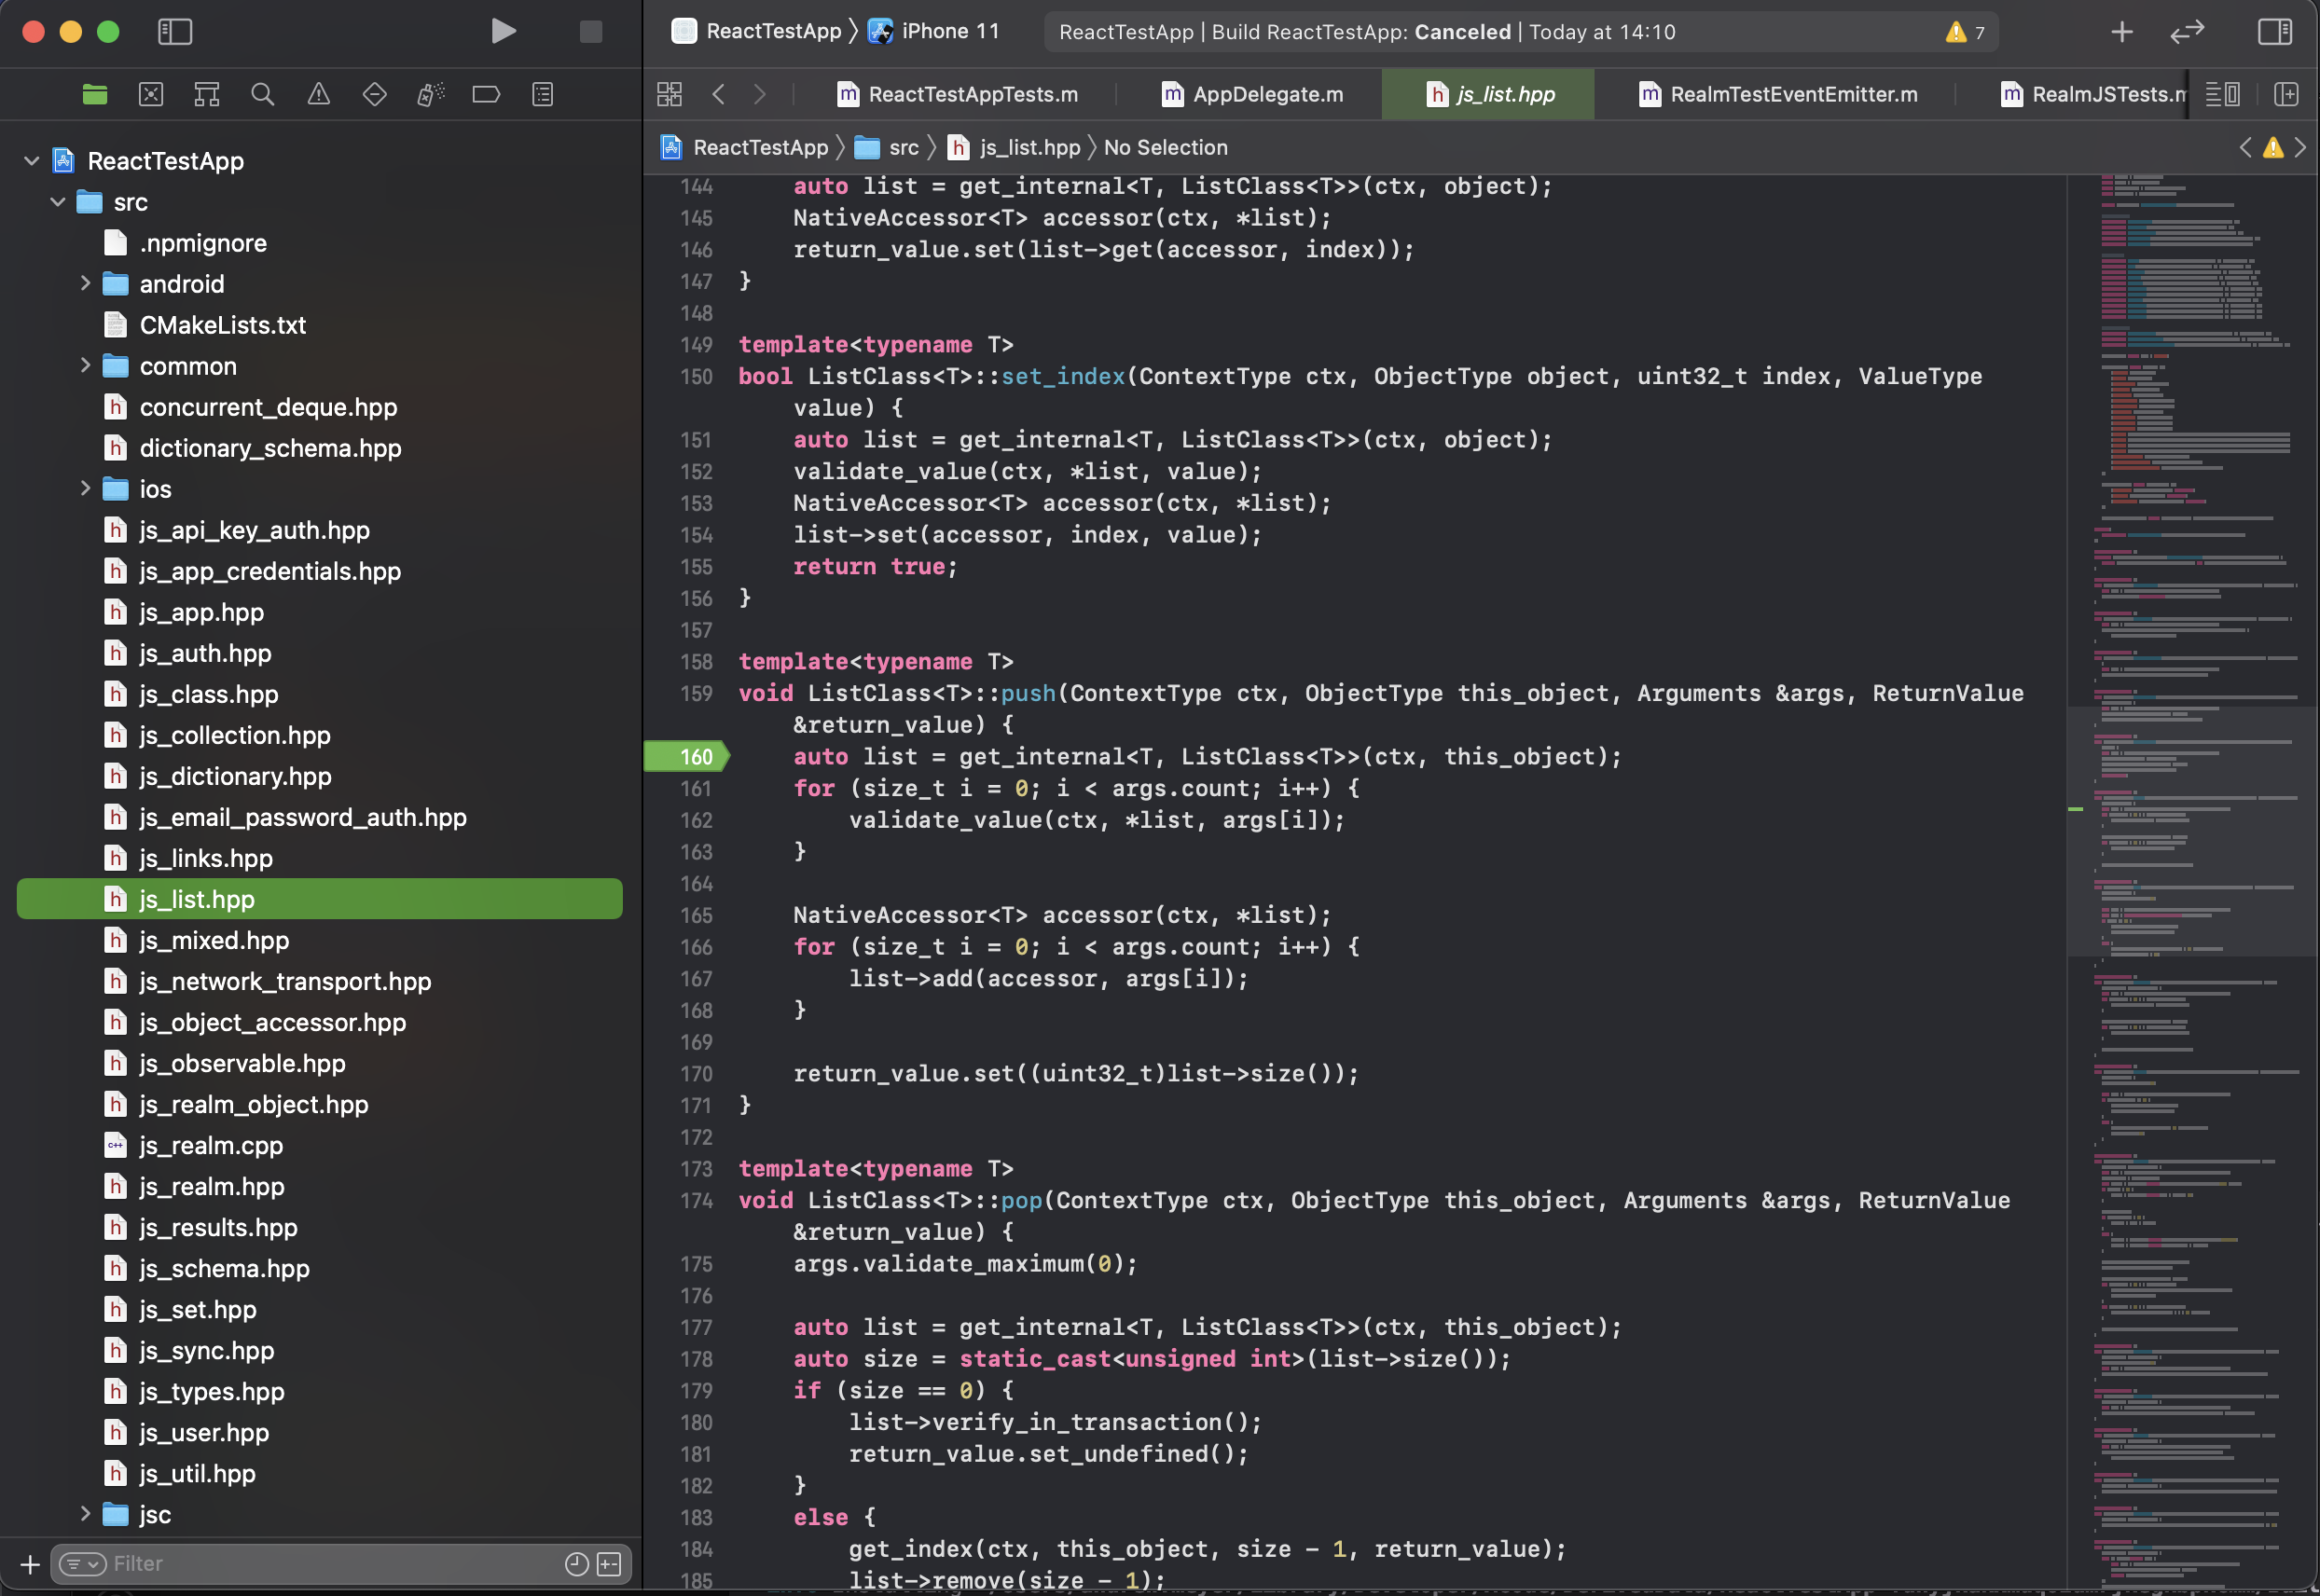 ReactTestApp
iPhone 11
ReactTestApp | Build ReactTestApp: Canceled | Today at 14:10
7
ReactTestAppTests.m
AppDelegate.m
js_list.hpp
RealmTestEventEmitter.m
RealmJSTests.m
ReactTestApp
src
js_list.hpp
No Selection
ReactTestApp
src
.npmignore
android
CMakeLists.txt
common
concurrent_deque.hpp
dictionary_schema.hpp
ios
js_api_key_auth.hpp
js_app_credentials.hpp
js_app.hpp
js_auth.hpp
js_class.hpp
js_collection.hpp
js_dictionary.hpp
js_email_password_auth.hpp
js_links.hpp
js_list.hpp
js_mixed.hpp
js_network_transport.hpp
js_object_accessor.hpp
js_observable.hpp
js_realm_object.hpp
js_realm.cpp
js_realm.hpp
js_results.hpp
js_schema.hpp
js_set.hpp
js_sync.hpp
js_types.hpp
js_user.hpp
js_util.hpp
jsc
Filter
144 auto list = get_internal<T, ListClass<T>>(ctx, object);
145 NativeAccessor<T> accessor(ctx, *list);
146 return_value.set(list->get(accessor, index));
147 }
148
149 template<typename T>
150 bool ListClass<T>::set_index(ContextType ctx, ObjectType object, uint32_t index, ValueType
value) {
151 auto list = get_internal<T, ListClass<T>>(ctx, object);
152 validate_value(ctx, *list, value);
153 NativeAccessor<T> accessor(ctx, *list);
154 list->set(accessor, index, value);
155 return true;
156 }
157
158 template<typename T>
159 void ListClass<T>::push(ContextType ctx, ObjectType this_object, Arguments &args, ReturnValue
&return_value) {
160 auto list = get_internal<T, ListClass<T>>(ctx, this_object);
161 for (size_t i = 0; i < args.count; i++) {
162 validate_value(ctx, *list, args[i]);
163 }
164
165 NativeAccessor<T> accessor(ctx, *list);
166 for (size_t i = 0; i < args.count; i++) {
167 list->add(accessor, args[i]);
168 }
169
170 return_value.set((uint32_t)list->size());
171 }
172
173 template<typename T>
174 void ListClass<T>::pop(ContextType ctx, ObjectType this_object, Arguments &args, ReturnValue
&return_value) {
175 args.validate_maximum(0);
176
177 auto list = get_internal<T, ListClass<T>>(ctx, this_object);
178 auto size = static_cast<unsigned int>(list->size());
179 if (size == 0) {
180 list->verify_in_transaction();
181 return_value.set_undefined();
182 }
183 else {
184 get_index(ctx, this_object, size - 1, return_value);
185 list->remove(size - 1);